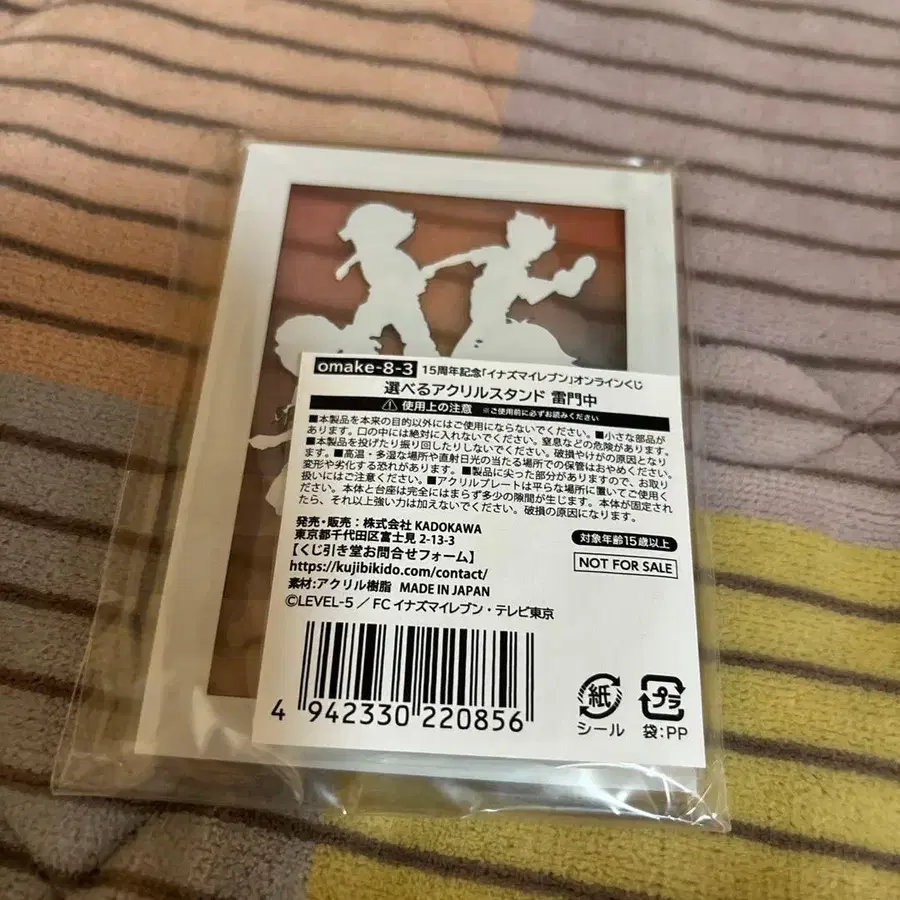 omake-8-3 15周年記念「イナズマイレブン」オンラインくじ
選べるアクリルスタンド 雷門中
⚠ 使用上の注意 ※ご使用前に必ずお読みください
■本製品を本来の目的以外にはご使用にならないでください。■小さな部品が
あります。口の中には絶対に入れないでください。窒息などの危険があります。
■本製品を投げたり振り回したりしないでください。破損やけがの原因となり
ます。■高温・多湿な場所や直射日光の当たる場所での保管はおやめください。
変形や劣化する恐れがあります。■製品に尖った部分がありますので、お取り
扱いにはご注意ください。■アクリルプレートは平らな場所に置いてご使用く
ださい。本体と台座は完全にはまらず多少の隙間が生じます。本体が固定され
たら、それ以上強い力は加えないでください。破損の原因になります。
発売・販売：株式会社 KADOKAWA
東京都千代田区富士見 2-13-3
【くじ引き堂お問合せフォーム】
https://kujibikido.com/contact/
素材:アクリル樹脂 MADE IN JAPAN
対象年齢15歳以上
NOT FOR SALE
©LEVEL-5／FCイナズマイレブン・テレビ東京
4 942330 220856
紙
シール
プラ
袋:PP